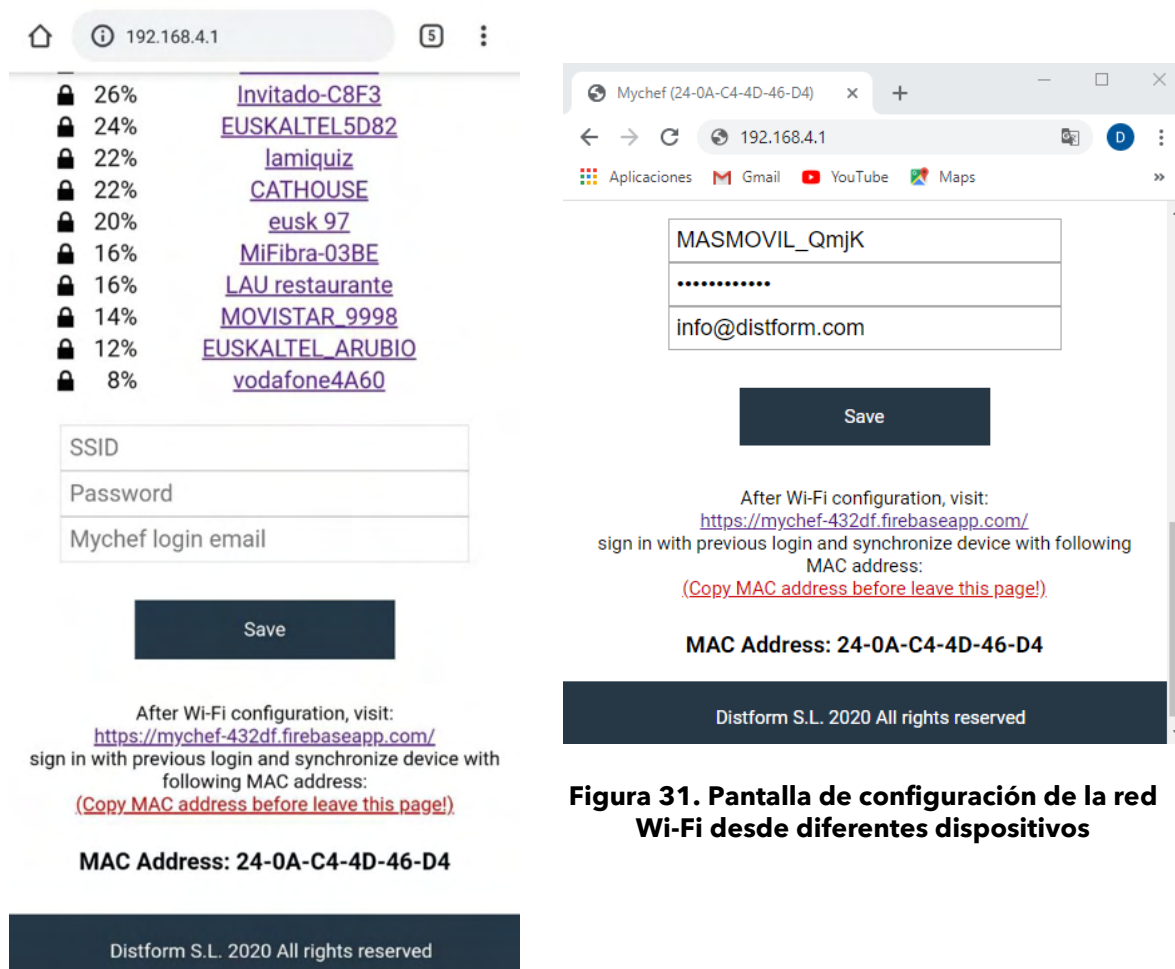 192.168.4.1
5
26% Invitado-C8F3
24% EUSKALTEL5D82
22% lamiquiz
22% CATHOUSE
20% eusk 97
16% MiFibra-03BE
16% LAU restaurante
14% MOVISTAR_9998
12% EUSKALTEL_ARUBIO
8% vodafone4A60
SSID
Password
Mychef login email
Save
After Wi-Fi configuration, visit:
https://mychef-432df.firebaseapp.com/
sign in with previous login and synchronize device with
following MAC address:
(Copy MAC address before leave this page!)
MAC Address: 24-0A-C4-4D-46-D4
Distform S.L. 2020 All rights reserved
Mychef (24-0A-C4-4D-46-D4)
192.168.4.1
D
Aplicaciones Gmail YouTube Maps
MASMOVIL_QmjK
••••••••••••
info@distform.com
Save
After Wi-Fi configuration, visit:
https://mychef-432df.firebaseapp.com/
sign in with previous login and synchronize device with following
MAC address:
(Copy MAC address before leave this page!)
MAC Address: 24-0A-C4-4D-46-D4
Distform S.L. 2020 All rights reserved
Figura 31. Pantalla de configuración de la red
Wi-Fi desde diferentes dispositivos